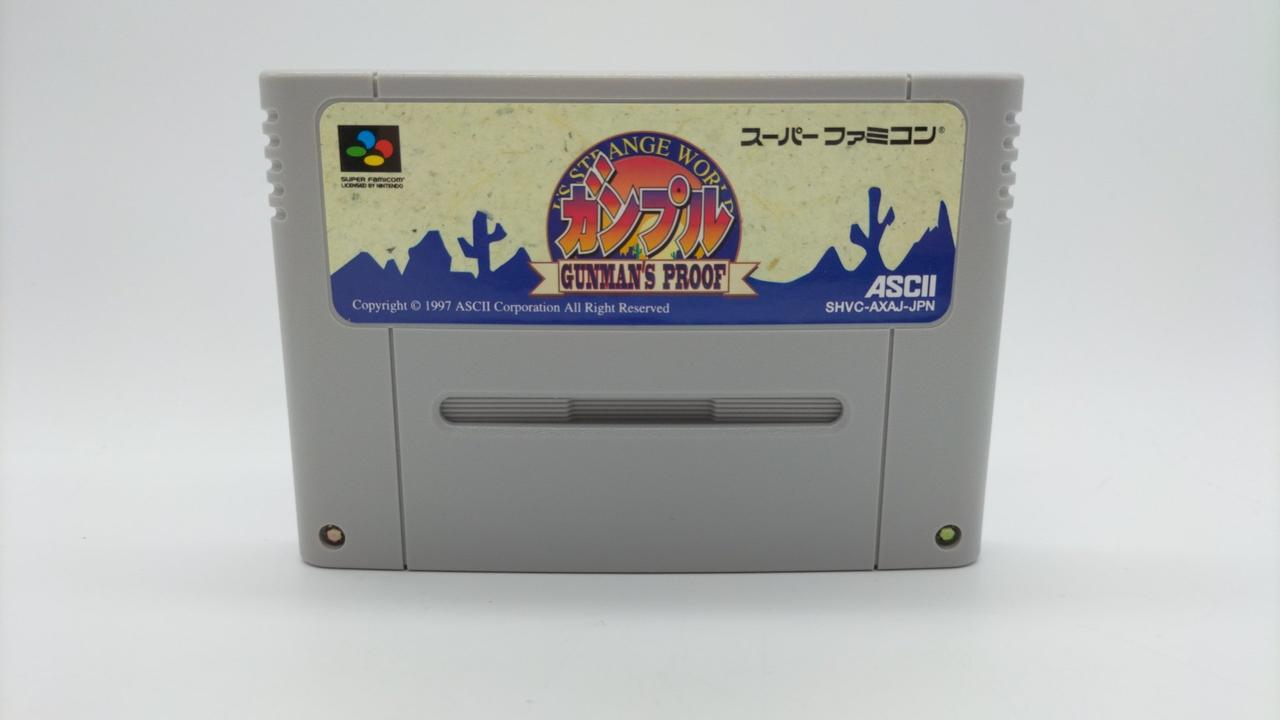 SUPER FAMICOM
LICENSED BY NINTENDO
スーパーファミコン®
'S STRANGE WORLD
ガンプル
GUNMAN'S PROOF
Copyright © 1997 ASCII Corporation All Right Reserved
ASCII
SHVC-AXAJ-JPN